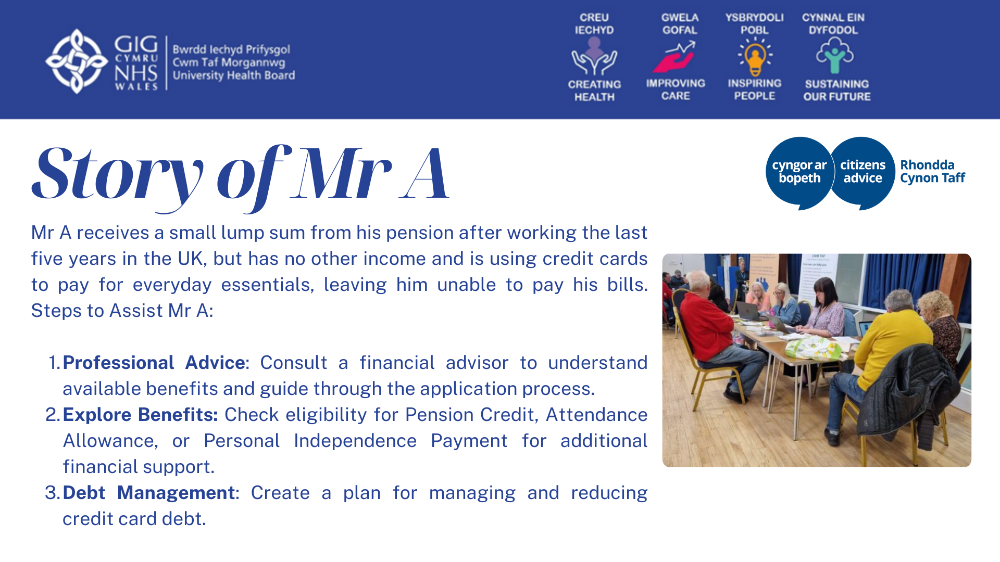 GIG
CYMRU
NHS
WALES
Bwrdd Iechyd Prifysgol
Cwm Taf Morgannwg
University Health Board
CREU
IECHYD
CREATING
HEALTH
GWELA
GOFAL
IMPROVING
CARE
YSBRYDOLI
POBL
INSPIRING
PEOPLE
CYNNAL EIN
DYFODOL
SUSTAINING
OUR FUTURE
Story of Mr A
cyngor ar
bopeth
citizens
advice
Rhondda
Cynon Taff
Mr A receives a small lump sum from his pension after working the last
five years in the UK, but has no other income and is using credit cards
to pay for everyday essentials, leaving him unable to pay his bills.
Steps to Assist Mr A:
1. Professional Advice: Consult a financial advisor to understand
available benefits and guide through the application process.
2. Explore Benefits: Check eligibility for Pension Credit, Attendance
Allowance, or Personal Independence Payment for additional
financial support.
3. Debt Management: Create a plan for managing and reducing
credit card debt.
CWM TAF